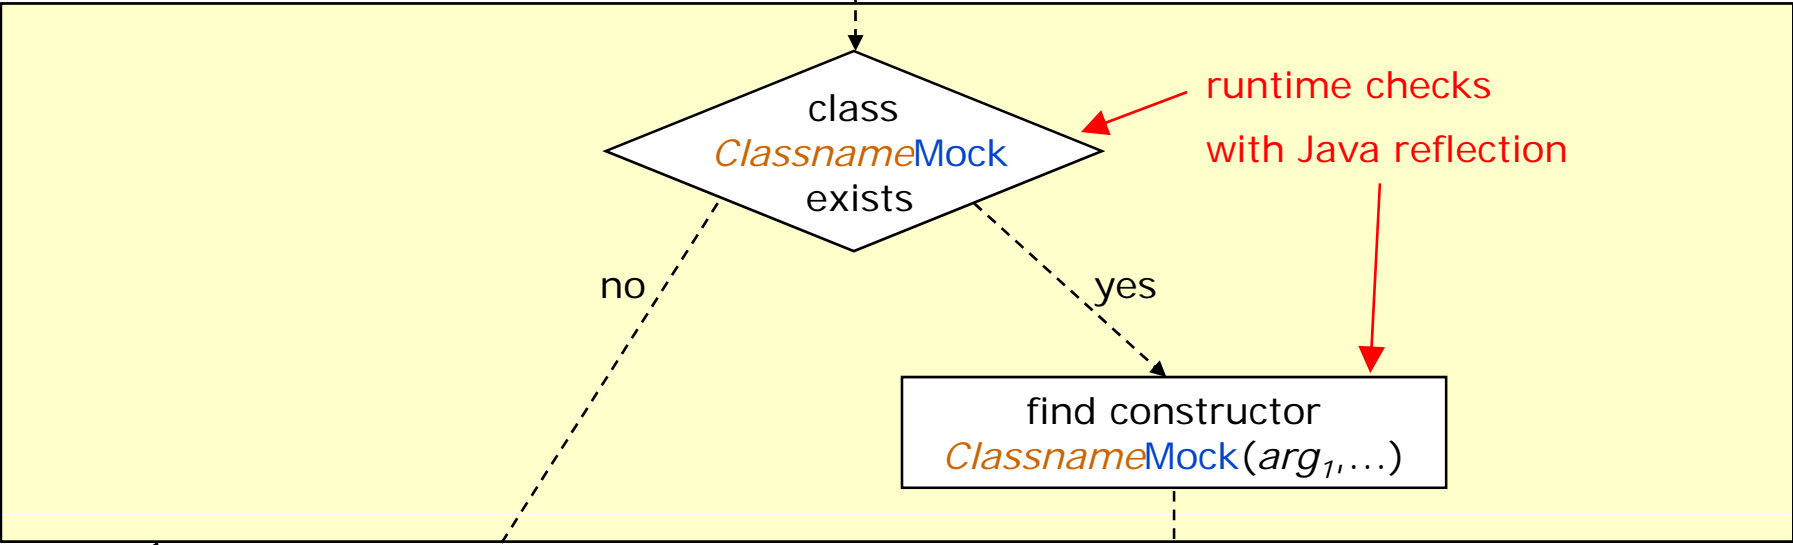 class
ClassnameMock
exists
runtime checks
with Java reflection
no
yes
find constructor
ClassnameMock(arg₁,...)